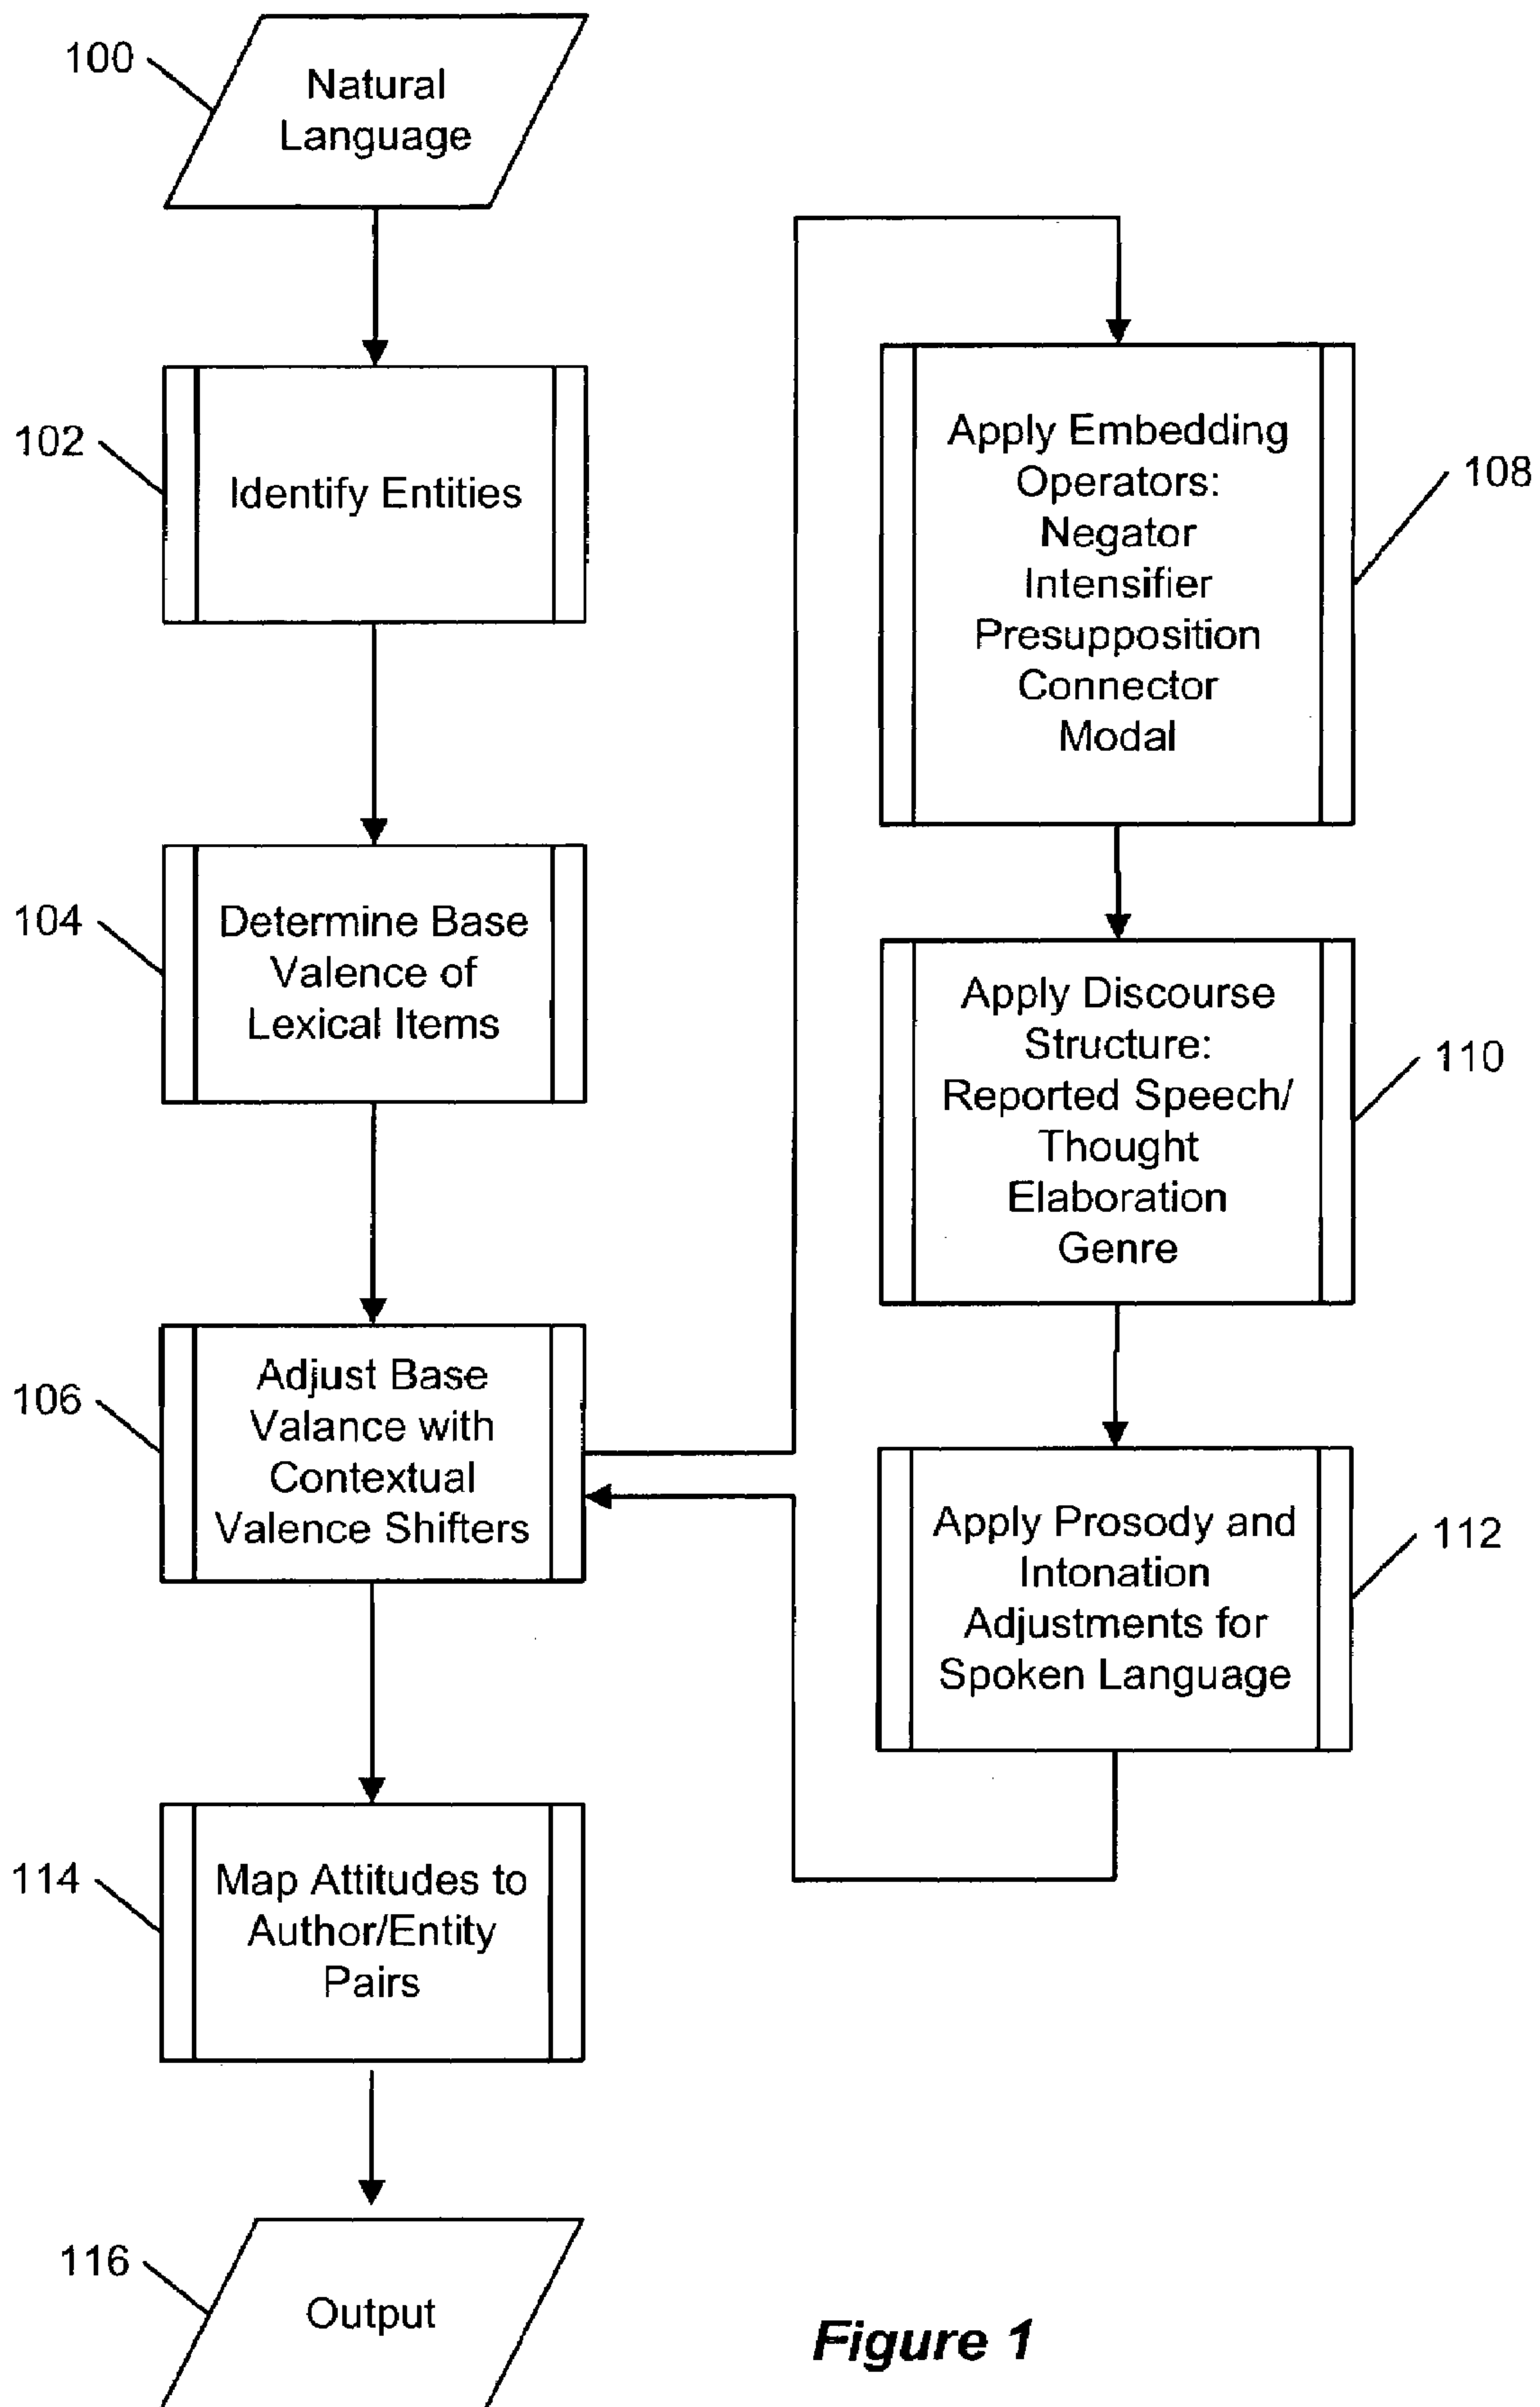 100
Natural
Language
102
Identify Entities
104
Determine Base
Valence of
Lexical Items
106
Adjust Base
Valance with
Contextual
Valence Shifters
108
Apply Embedding
Operators:
Negator
Intensifier
Presupposition
Connector
Modal
110
Apply Discourse
Structure:
Reported Speech/
Thought
Elaboration
Genre
112
Apply Prosody and
Intonation
Adjustments for
Spoken Language
114
Map Attitudes to
Author/Entity
Pairs
116
Output
Figure 1